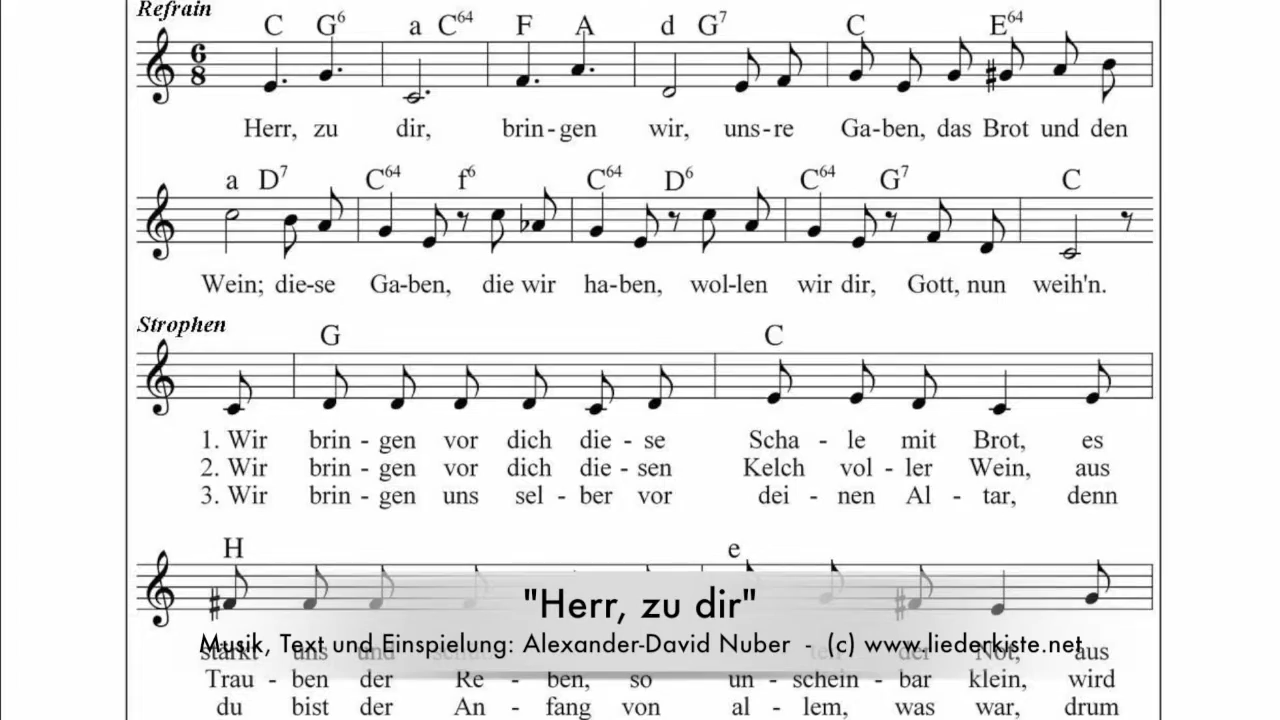 Refrain
C G6 a C64 F A d G7 C E64
6
8
Herr, zu dir, brin-gen wir, uns-re Ga-ben, das Brot und den
a D7 C64 f6 C64 D6 C64 G7 C
Wein; die-se Ga-ben, die wir ha-ben, wol-len wir dir, Gott, nun weih'n.
Strophen
G C
1. Wir brin - gen vor dich die - se Scha - le mit Brot, es
2. Wir brin - gen vor dich die - sen Kelch vol - ler Wein, aus
3. Wir brin - gen uns sel - ber vor dei - nen Al - tar, denn
H e
"Herr, zu dir"
Musik, Text und Einspielung: Alexander-David Nuber - (c) www.liederkiste.net
stärkt uns und der Not, aus
Trau - ben der Re - ben, so un - schein - bar klein, wird
du bist der An - fang von al - lem, was war, drum